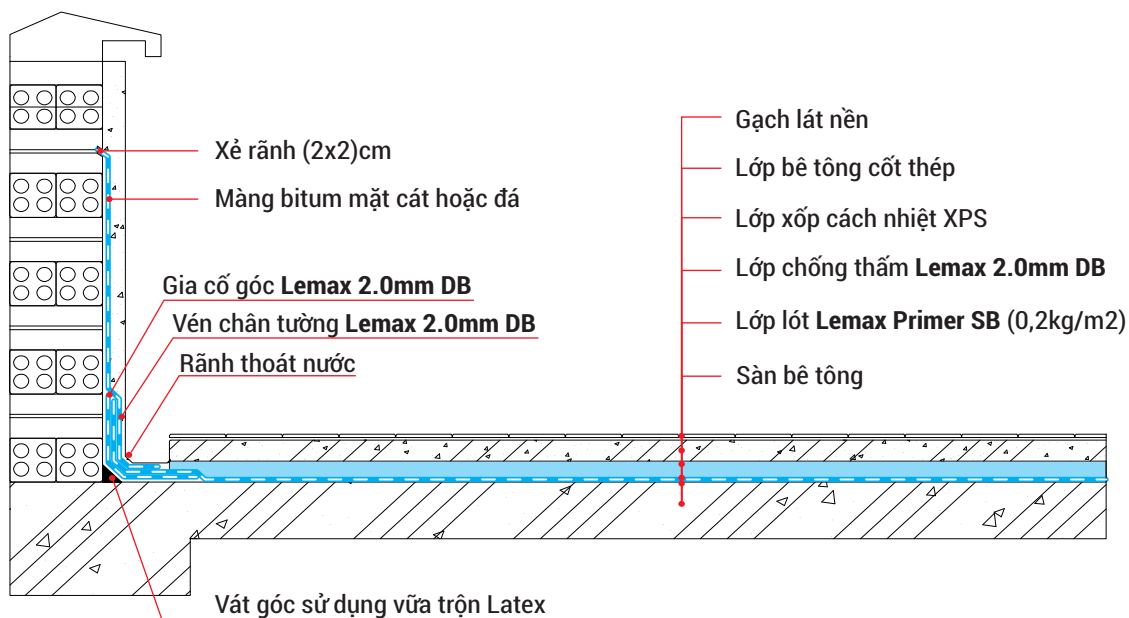 Xẻ rãnh (2x2)cm
Màng bitum mặt cát hoặc đá
Gia cố góc Lemax 2.0mm DB
Vén chân tường Lemax 2.0mm DB
Rãnh thoát nước
Gạch lát nền
Lớp bê tông cốt thép
Lớp xốp cách nhiệt XPS
Lớp chống thấm Lemax 2.0mm DB
Lớp lót Lemax Primer SB (0,2kg/m2)
Sàn bê tông
Vát góc sử dụng vữa trộn Latex